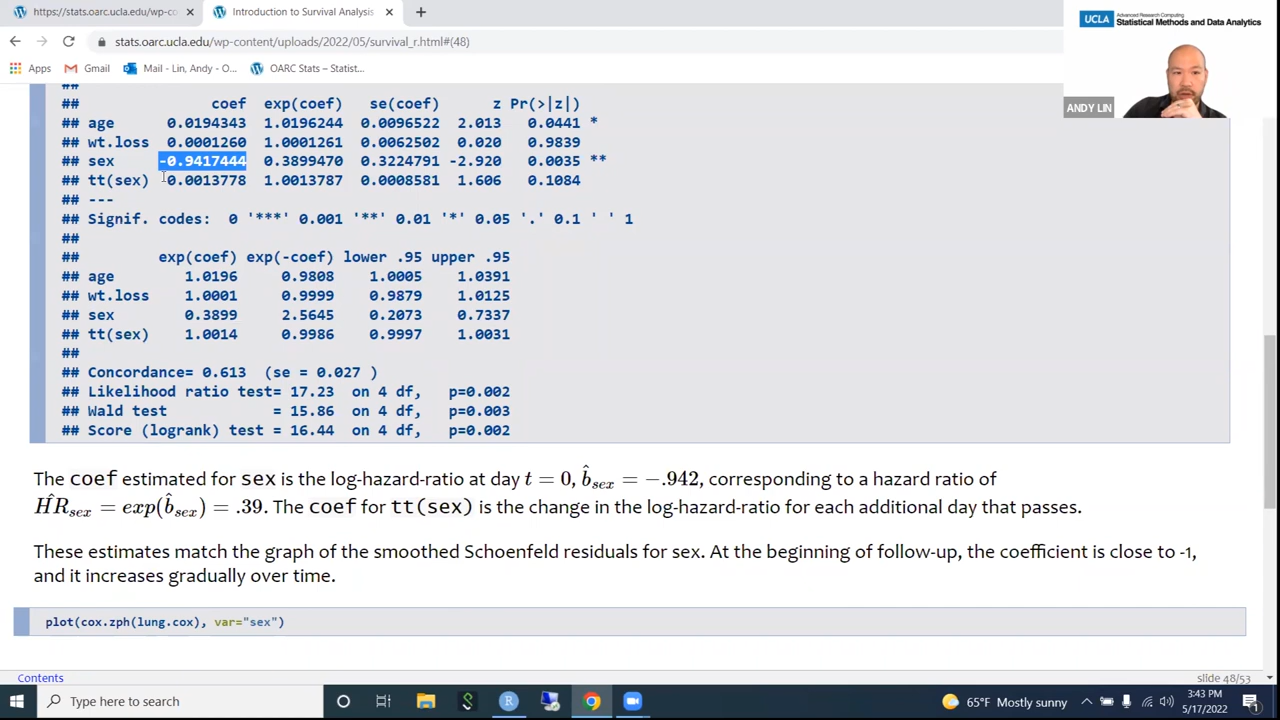 https://stats.oarc.ucla.edu/wp-co
Introduction to Survival Analysis
stats.oarc.ucla.edu/wp-content/uploads/2022/05/survival_r.html#(48)
Apps
Gmail
Mail - Lin, Andy - O...
OARC Stats – Statist...
UCLA
Advanced Research Computing
Statistical Methods and Data Analytics
ANDY LIN
##
## coef exp(coef) se(coef) z Pr(>|z|)
## age 0.0194343 1.0196244 0.0096522 2.013 0.0441 *
## wt.loss 0.0001260 1.0001261 0.0062502 0.020 0.9839
## sex -0.9417444 0.3899470 0.3224791 -2.920 0.0035 **
## tt(sex) 0.0013778 1.0013787 0.0008581 1.606 0.1084
## ---
## Signif. codes: 0 '***' 0.001 '**' 0.01 '*' 0.05 '.' 0.1 ' ' 1
##
## exp(coef) exp(-coef) lower .95 upper .95
## age 1.0196 0.9808 1.0005 1.0391
## wt.loss 1.0001 0.9999 0.9879 1.0125
## sex 0.3899 2.5645 0.2073 0.7337
## tt(sex) 1.0014 0.9986 0.9997 1.0031
##
## Concordance= 0.613 (se = 0.027 )
## Likelihood ratio test= 17.23 on 4 df, p=0.002
## Wald test = 15.86 on 4 df, p=0.003
## Score (logrank) test = 16.44 on 4 df, p=0.002
The coef estimated for sex is the log-hazard-ratio at day t = 0, b̂sex = −.942, corresponding to a hazard ratio of
ĤRsex = exp(b̂sex) = .39. The coef for tt(sex) is the change in the log-hazard-ratio for each additional day that passes.
These estimates match the graph of the smoothed Schoenfeld residuals for sex. At the beginning of follow-up, the coefficient is close to -1,
and it increases gradually over time.
plot(cox.zph(lung.cox), var="sex")
Contents
slide 48/53
Type here to search
65°F Mostly sunny
3:43 PM
5/17/2022